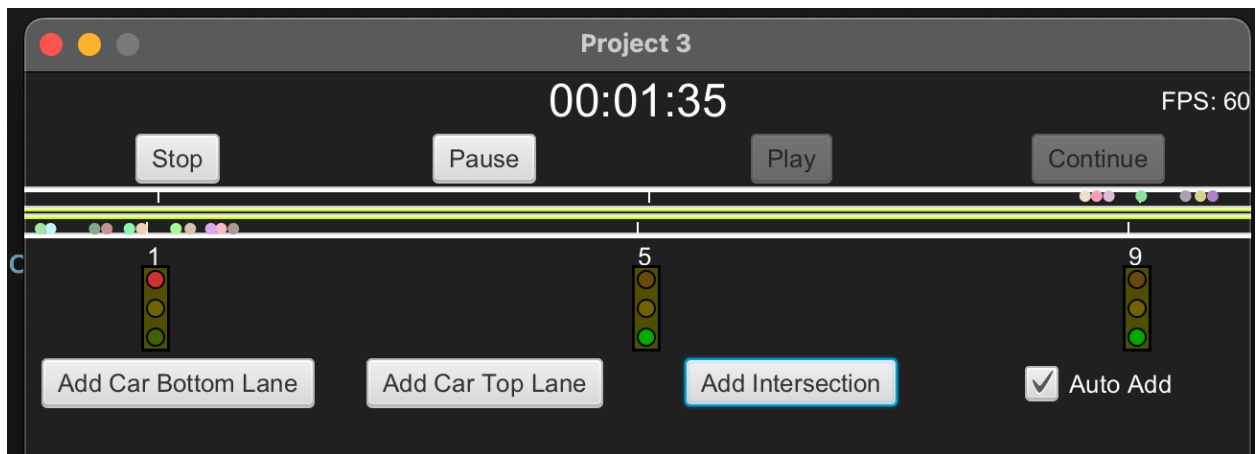 Project 3
00:01:35 FPS: 60
Stop Pause Play Continue
1 5 9
Add Car Bottom Lane Add Car Top Lane Add Intersection Auto Add